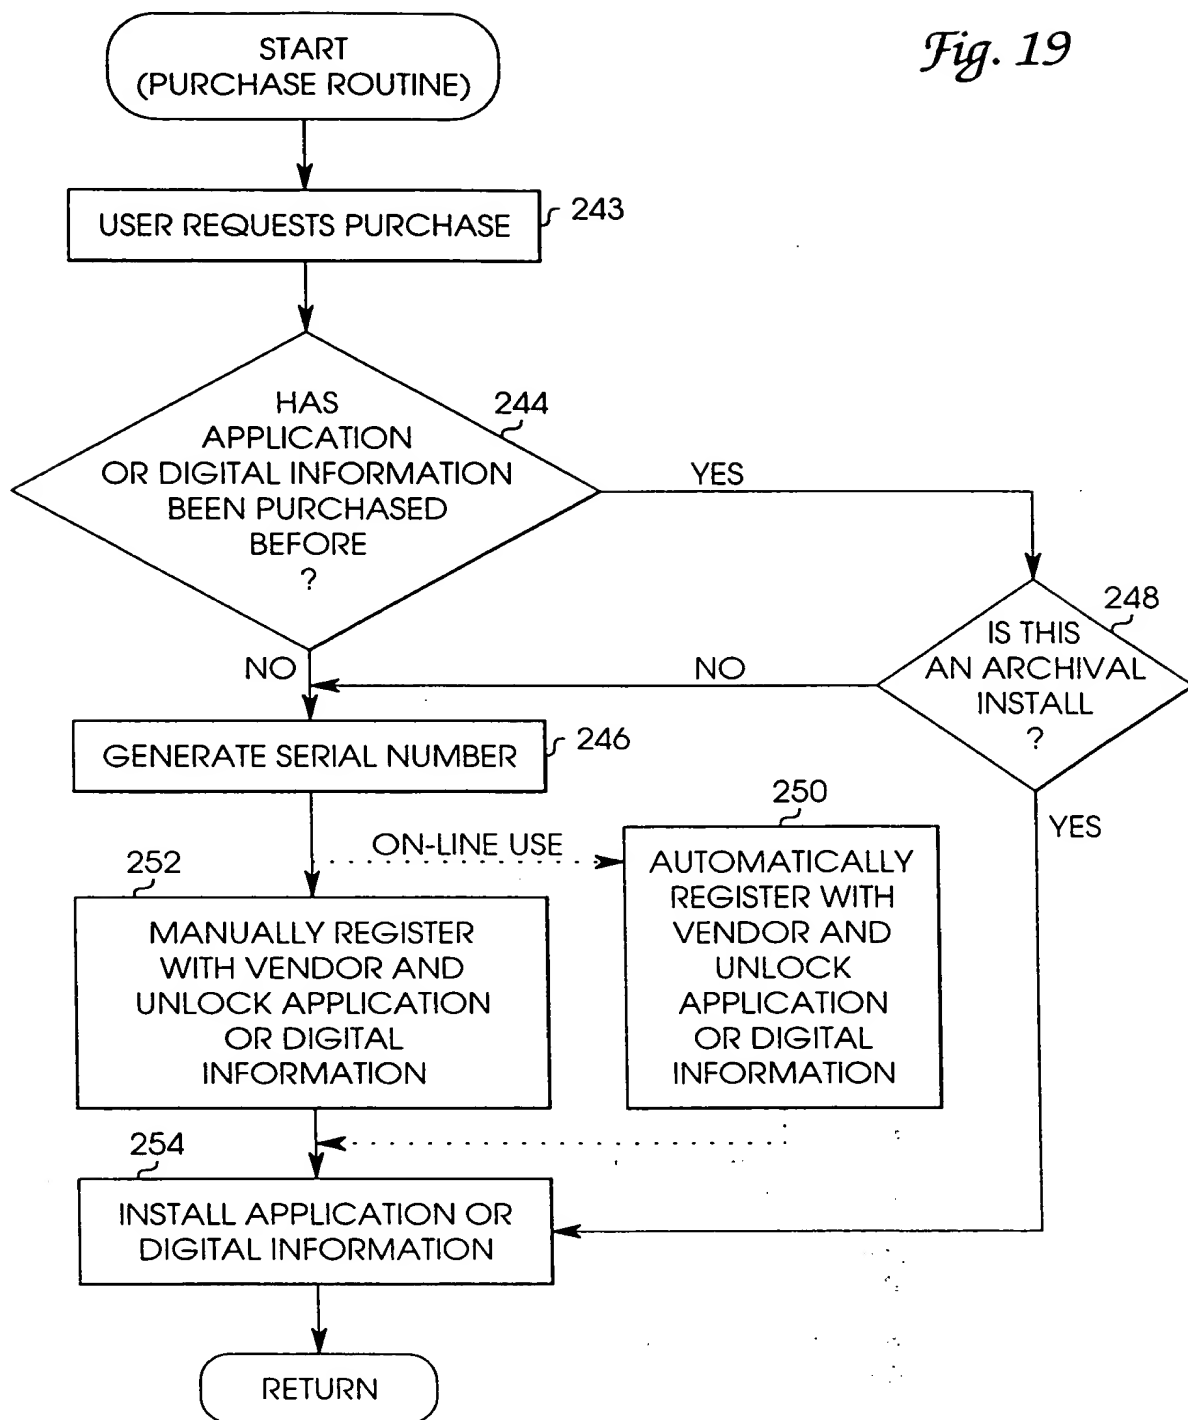 Fig. 19
START
(PURCHASE ROUTINE)
USER REQUESTS PURCHASE
243
HAS
APPLICATION
OR DIGITAL INFORMATION
BEEN PURCHASED
BEFORE
?
244
YES
NO
IS THIS
AN ARCHIVAL
INSTALL
?
248
NO
YES
GENERATE SERIAL NUMBER
246
ON-LINE USE
250
AUTOMATICALLY
REGISTER WITH
VENDOR AND
UNLOCK
APPLICATION
OR DIGITAL
INFORMATION
252
MANUALLY REGISTER
WITH VENDOR AND
UNLOCK APPLICATION
OR DIGITAL
INFORMATION
254
INSTALL APPLICATION OR
DIGITAL INFORMATION
RETURN